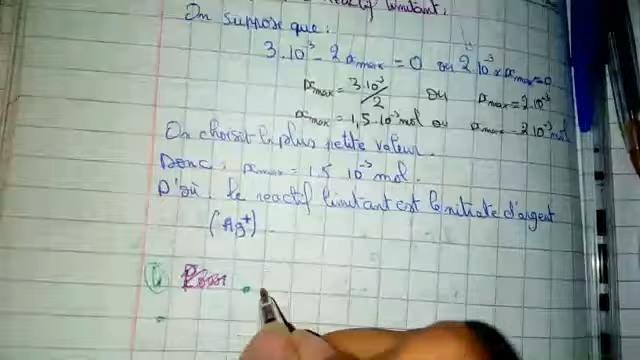 réactif limitant.
On suppose que :
3.10⁻³ - 2xmax = 0 ou 2 10⁻³ - xmax = 0
xmax = 3.10⁻³/2 ou xmax = 2.10⁻³
xmax = 1,5.10⁻³ mol ou xmax = 2 10⁻³ mol
On choisit la plus petite valeur.
Donc, xmax = 1,5 10⁻³ mol.
D'où, le réactif limitant est le nitrate d'argent
(Ag⁺).